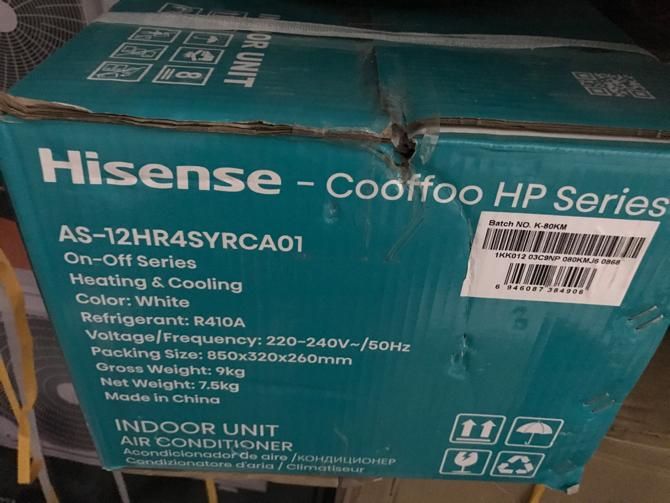 INDOOR UNIT
8
Hisense - Cooffoo HP Series
AS-12HR4SYRCA01
On-Off Series
Heating & Cooling
Color: White
Refrigerant: R410A
Voltage/Frequency: 220-240V~/50Hz
Packing Size: 850x320x260mm
Gross Weight: 9kg
Net Weight: 7.5kg
Made in China
Batch NO. K-80KM
1KK012 03C9NP 080KMJ6 0868
6 946087 384906
INDOOR UNIT
AIR CONDITIONER
Acondicionador de aire /КОНДИЦИОНЕР
Condizionatore d'aria / Climatiseur